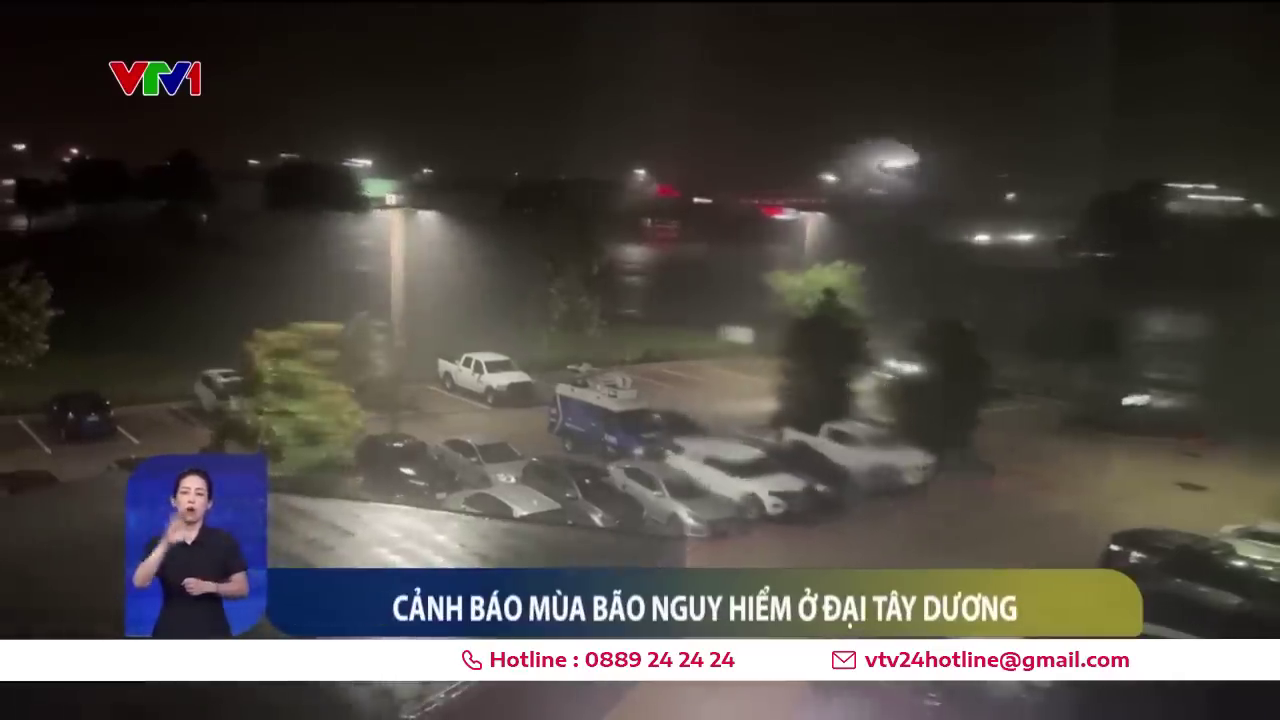 VTV1
CẢNH BÁO MÙA BÃO NGUY HIỂM Ở ĐẠI TÂY DƯƠNG
Hotline : 0889 24 24 24
vtv24hotline@gmail.com